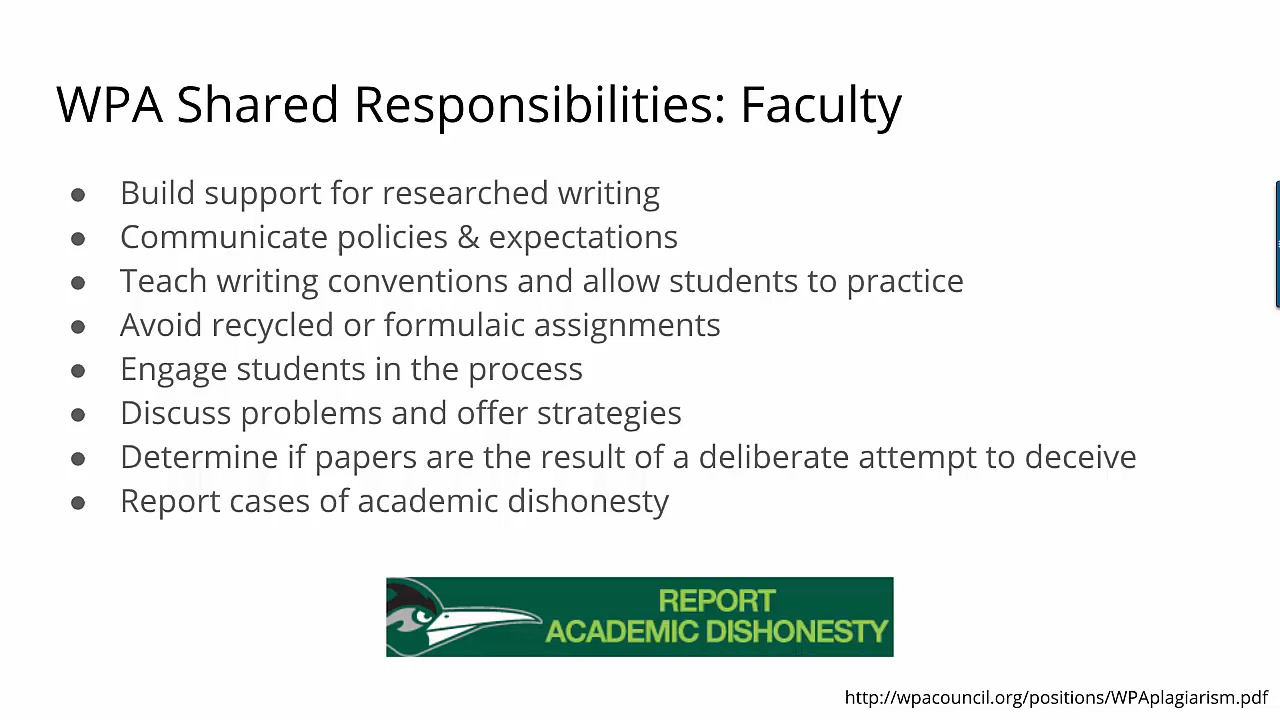 WPA Shared Responsibilities: Faculty
● Build support for researched writing
● Communicate policies & expectations
● Teach writing conventions and allow students to practice
● Avoid recycled or formulaic assignments
● Engage students in the process
● Discuss problems and offer strategies
● Determine if papers are the result of a deliberate attempt to deceive
● Report cases of academic dishonesty
REPORT
ACADEMIC DISHONESTY
http://wpacouncil.org/positions/WPAplagiarism.pdf